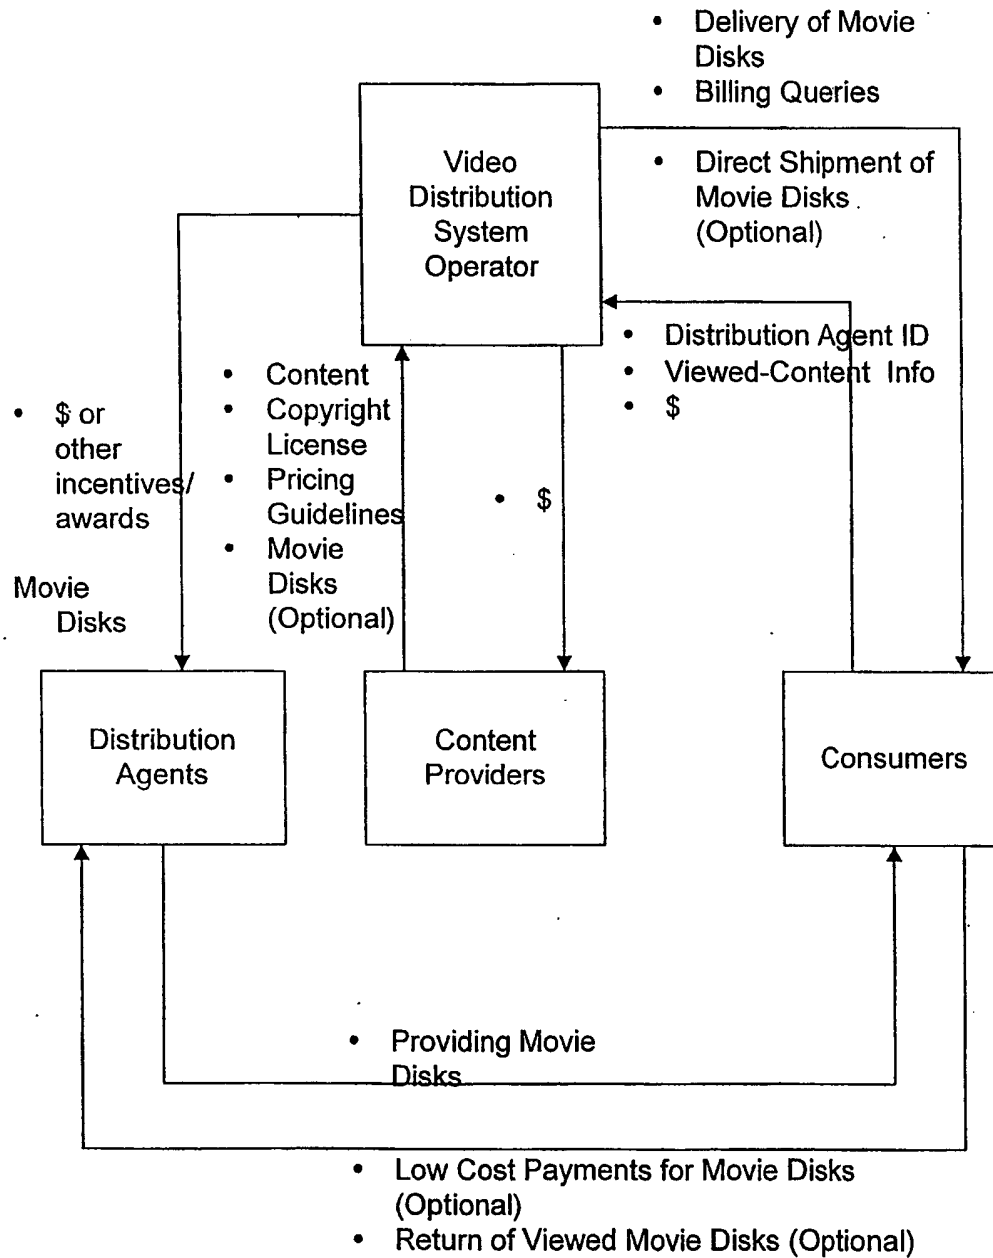 • Delivery of Movie
Disks
• Billing Queries
Video
Distribution
System
Operator
• Direct Shipment of
Movie Disks
(Optional)
• Distribution Agent ID
• Viewed-Content Info
• $
• $ or
other
incentives/
awards
Movie
Disks
• Content
• Copyright
License
• Pricing
Guidelines
• Movie
Disks
(Optional)
• $
Distribution
Agents
Content
Providers
Consumers
• Providing Movie
Disks
• Low Cost Payments for Movie Disks
(Optional)
• Return of Viewed Movie Disks (Optional)